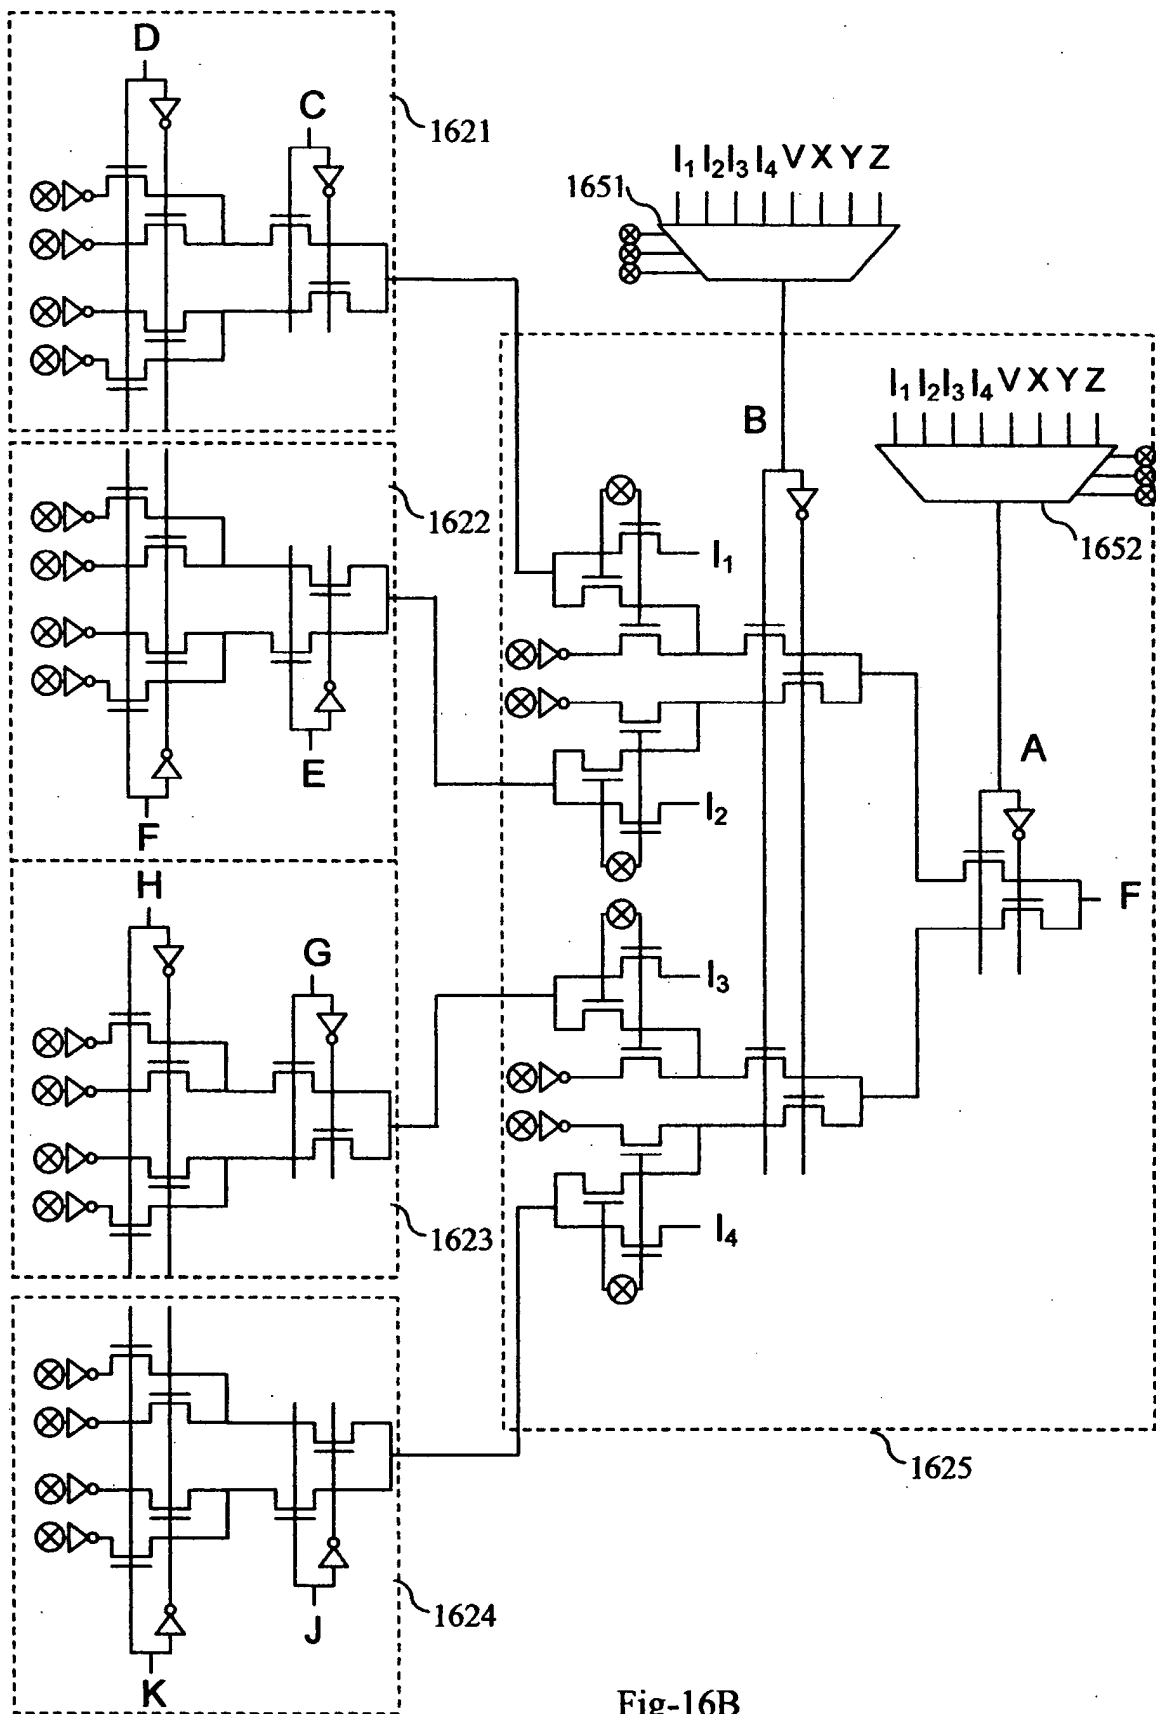 D
C
1621
I₁ I₂ I₃ I₄ V X Y Z
1651
I₁ I₂ I₃ I₄ V X Y Z
B
1622
1652
I₁
E
A
I₂
F
H
F
G
I₃
1623
I₄
1625
1624
J
K
Fig-16B